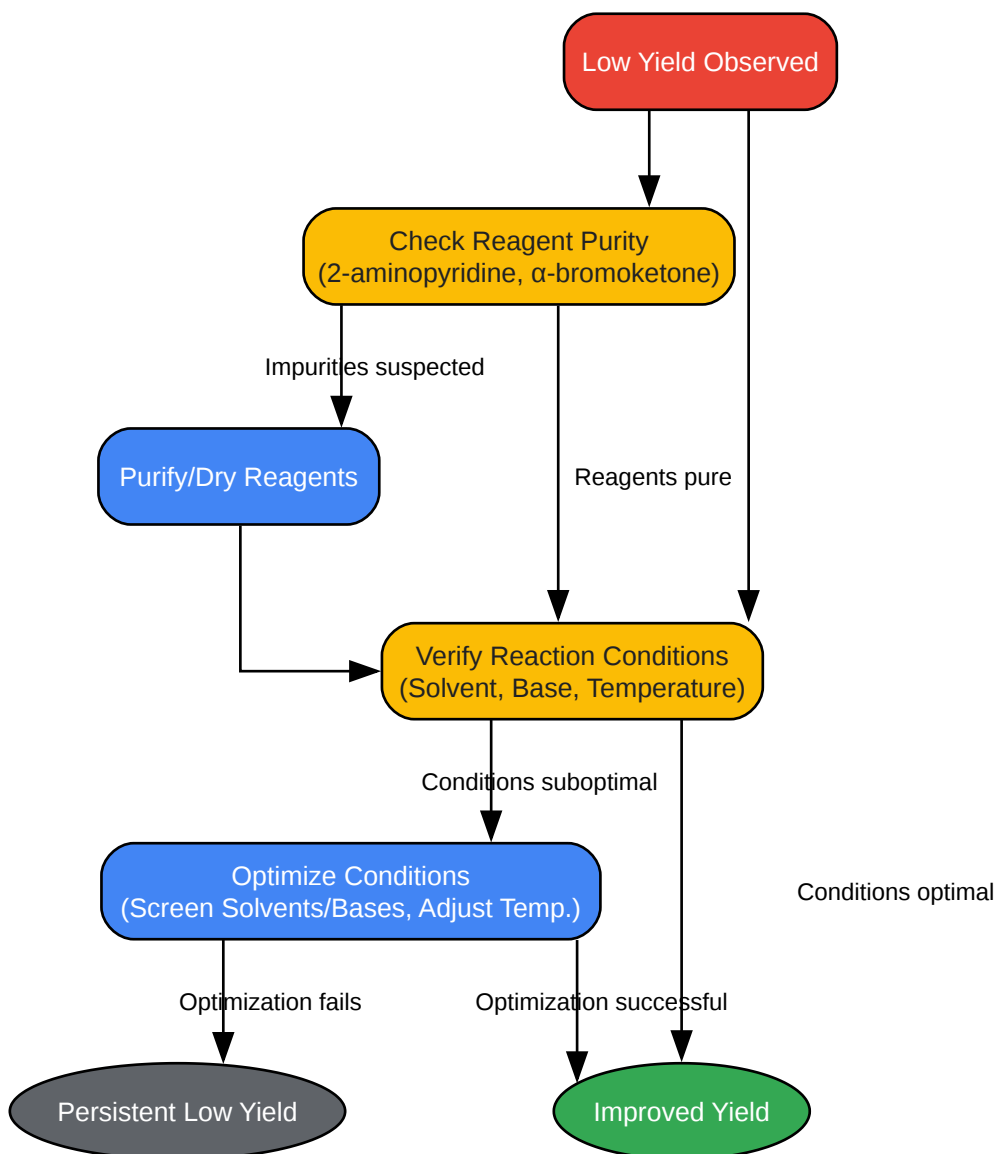 Low Yield Observed
Check Reagent Purity
(2-aminopyridine, α-bromoketone)
Impurities suspected
Purify/Dry Reagents
Reagents pure
Verify Reaction Conditions
(Solvent, Base, Temperature)
Conditions suboptimal
Optimize Conditions
(Screen Solvents/Bases, Adjust Temp.)
Conditions optimal
Optimization fails
Optimization successful
Persistent Low Yield
Improved Yield